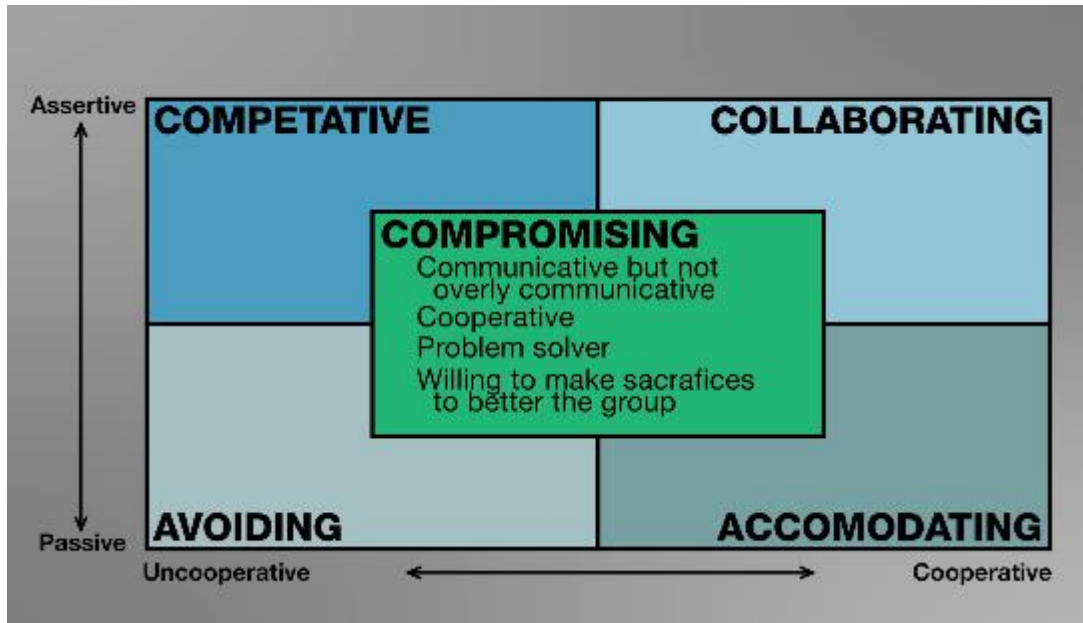 Assertive
COMPETATIVE
COLLABORATING
COMPROMISING
Communicative but not
overly communicative
Cooperative
Problem solver
Willing to make sacrafices
to better the group
Passive
AVOIDING
ACCOMODATING
Uncooperative
Cooperative